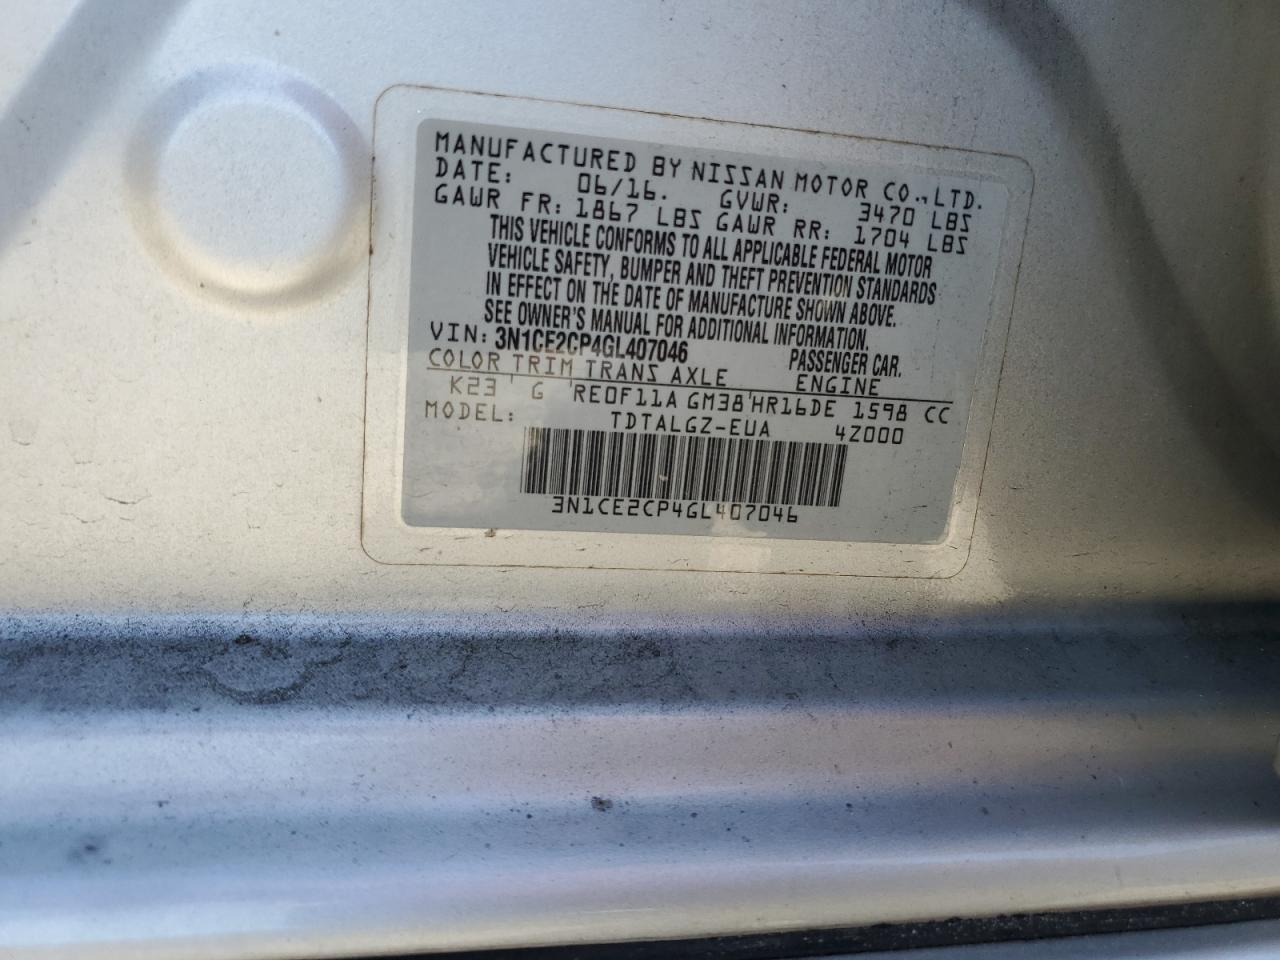 MANUFACTURED BY NISSAN MOTOR CO.,LTD.
DATE: 06/16. GVWR: 3470 LBS
GAWR FR: 1867 LBS GAWR RR: 1704 LBS
THIS VEHICLE CONFORMS TO ALL APPLICABLE FEDERAL MOTOR
VEHICLE SAFETY, BUMPER AND THEFT PREVENTION STANDARDS
IN EFFECT ON THE DATE OF MANUFACTURE SHOWN ABOVE.
SEE OWNER'S MANUAL FOR ADDITIONAL INFORMATION.
VIN: 3N1CE2CP4GL407046 PASSENGER CAR.
COLOR TRIM TRANS AXLE ENGINE
K23 ' G 'RE0F11A GM38'HR16DE 1598 CC
MODEL: TDTALGZ-EUA 4Z000
3N1CE2CP4GL407046